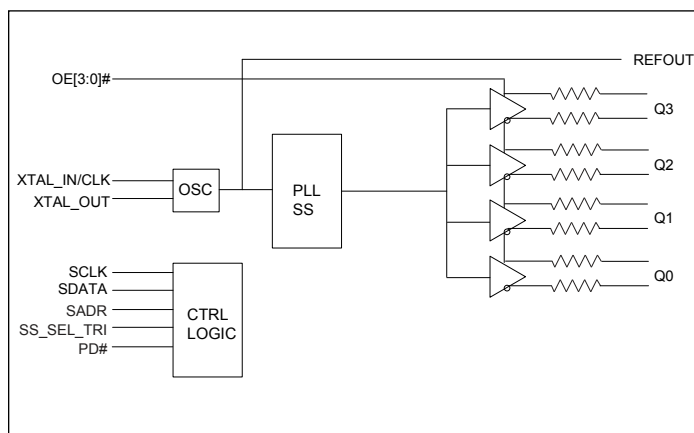 REFOUT
OE[3:0]#
Q3
Q2
XTAL_IN/CLK
OSC
XTAL_OUT
PLL
SS
Q1
SCLK
SDATA
SADR
SS_SEL_TRI
PD#
CTRL
LOGIC
Q0